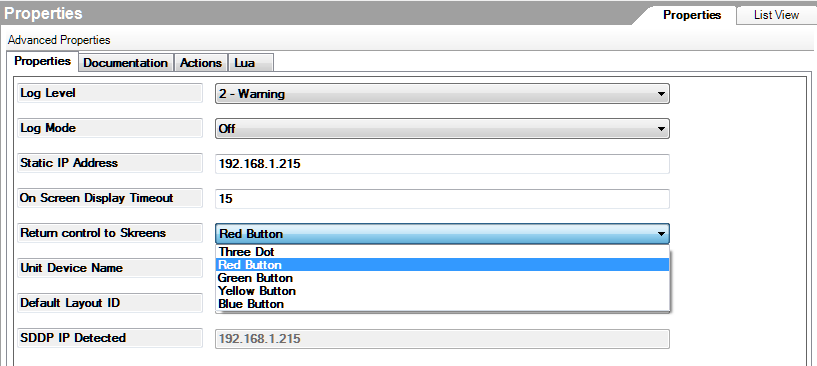 Properties
Properties List View
Advanced Properties
Properties Documentation Actions Lua
Log Level 2 - Warning
Log Mode Off
Static IP Address 192.168.1.215
On Screen Display Timeout 15
Return control to Skreens Red Button
Three Dot
Red Button
Green Button
Yellow Button
Blue Button
Unit Device Name
Default Layout ID
SDDP IP Detected 192.168.1.215